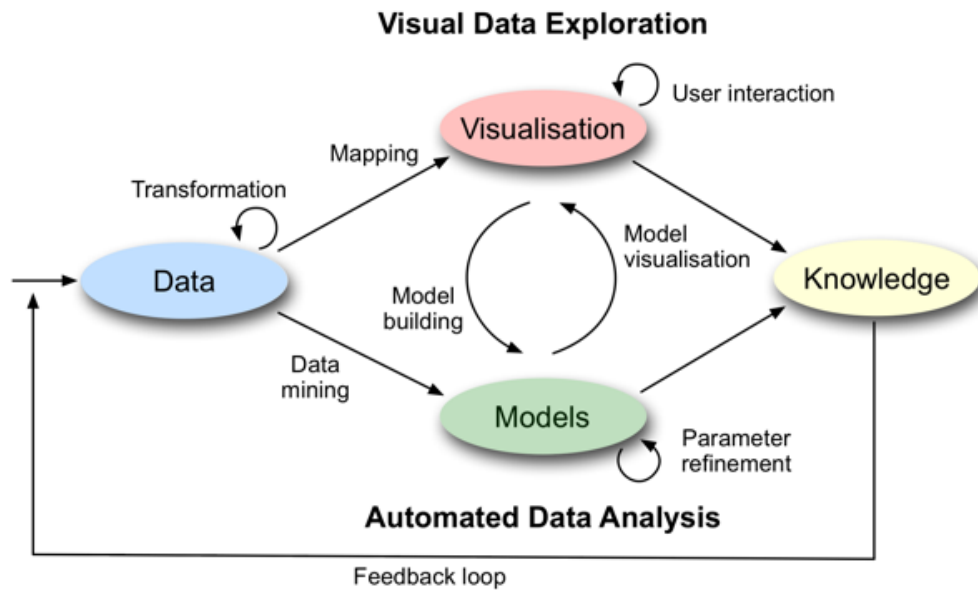 Visual Data Exploration
User interaction
Visualisation
Mapping
Transformation
Model
visualisation
Data
Knowledge
Model
building
Data
mining
Models
Parameter
refinement
Automated Data Analysis
Feedback loop